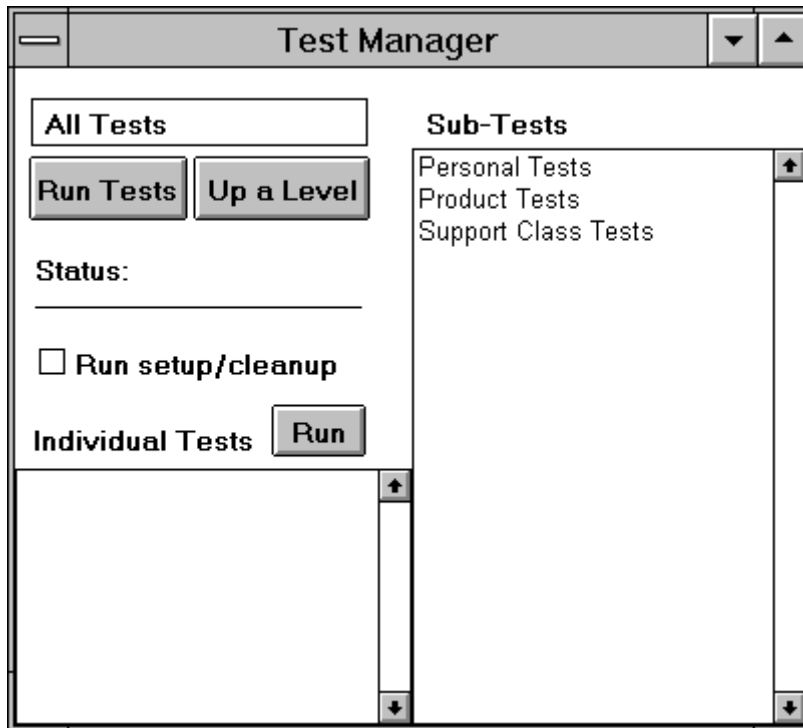 Test Manager
All Tests
Run Tests
Up a Level
Status:
Run setup/cleanup
Individual Tests
Run
Sub-Tests
Personal Tests
Product Tests
Support Class Tests